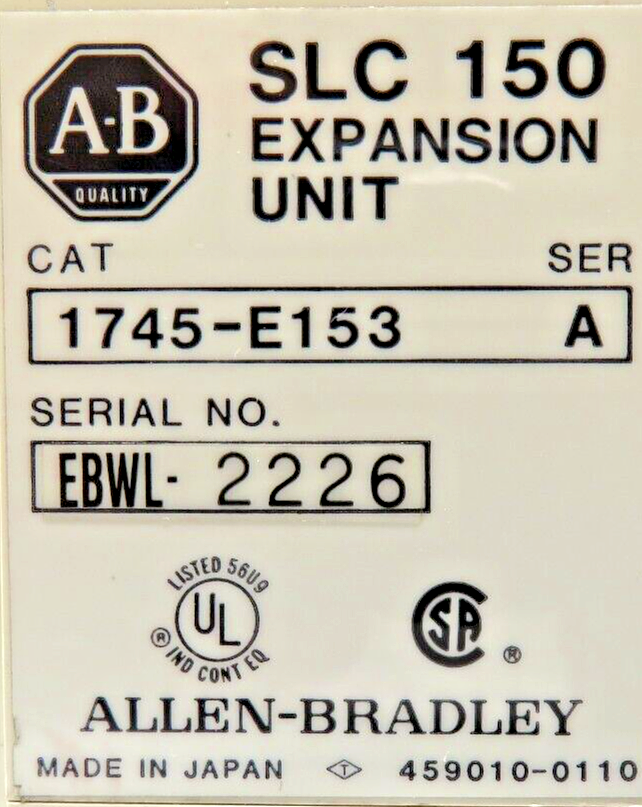 A-B
QUALITY
SLC 150
EXPANSION
UNIT
CAT SER
1745-E153 A
SERIAL NO.
EBWL- 2226
LISTED 56U9
UL
®
IND CONT EQ
SA ®
ALLEN-BRADLEY
MADE IN JAPAN T 459010-0110